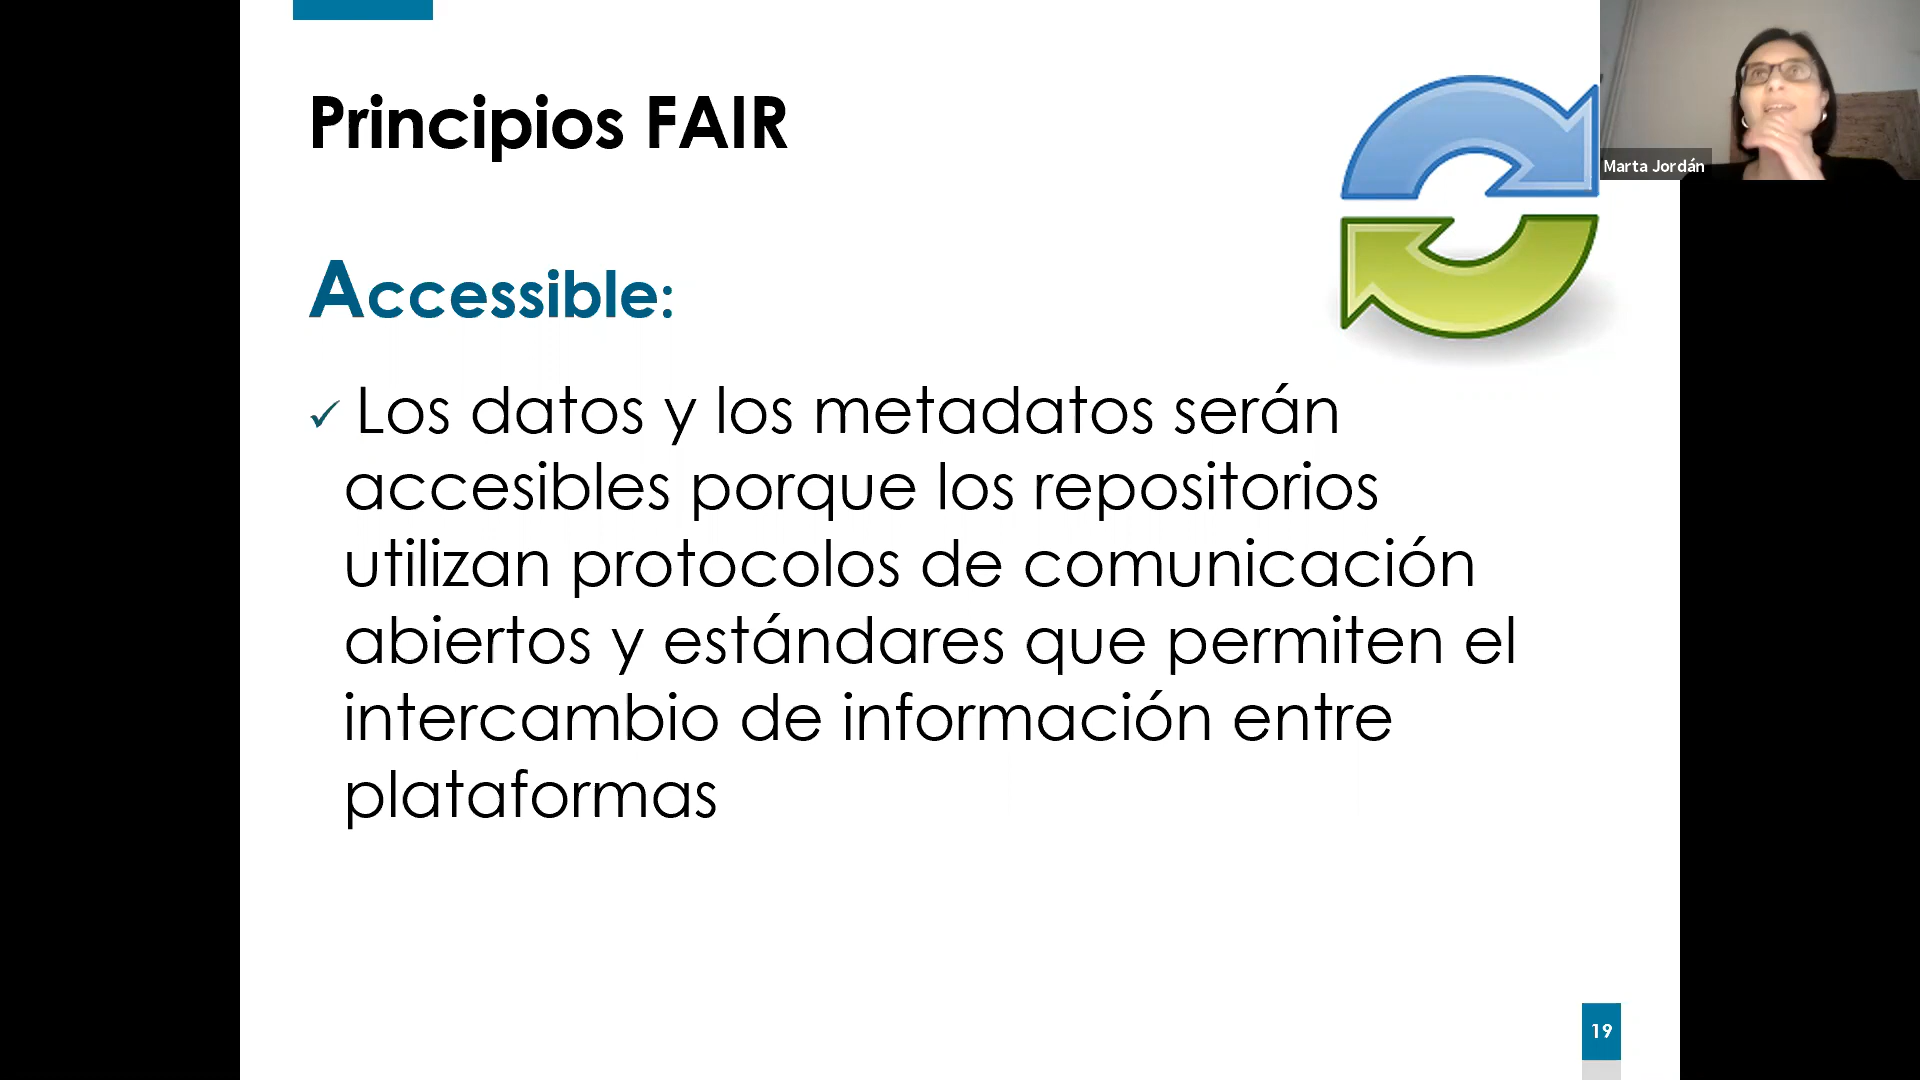 Principios FAIR
Marta Jordán
Accessible:
✓ Los datos y los metadatos serán
accesibles porque los repositorios
utilizan protocolos de comunicación
abiertos y estándares que permiten el
intercambio de información entre
plataformas
19